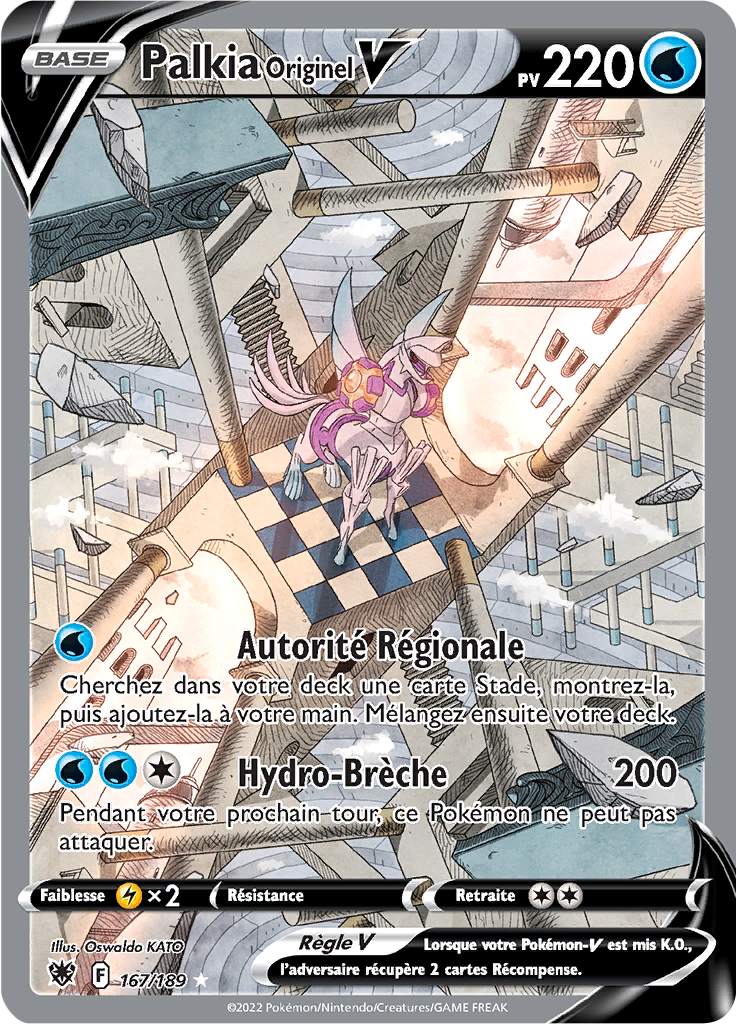 BASE
Palkia Originel V
PV 220
Autorité Régionale
Cherchez dans votre deck une carte Stade, montrez-la,
puis ajoutez-la à votre main. Mélangez ensuite votre deck.
Hydro-Brèche 200
Pendant votre prochain tour, ce Pokémon ne peut pas
attaquer.
Faiblesse ×2 Résistance Retraite
Illus. Oswaldo KATO
Règle V Lorsque votre Pokémon-V est mis K.O.,
l'adversaire récupère 2 cartes Récompense.
F 167/189
©2022 Pokémon/Nintendo/Creatures/GAME FREAK